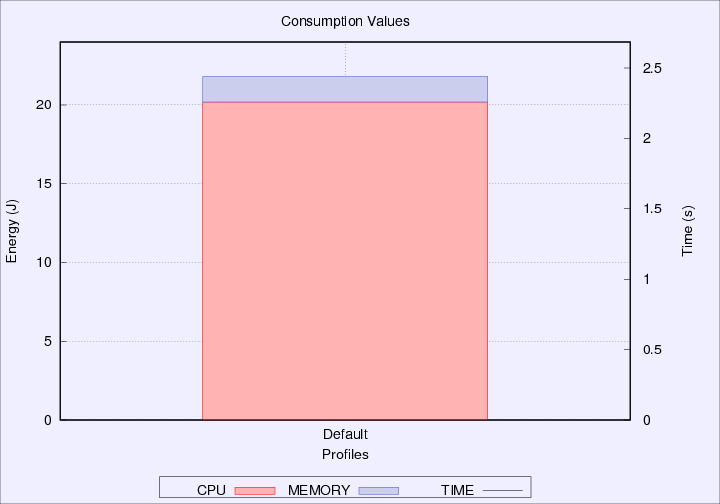 Consumption Values
Energy (J)
20
15
10
5
0
2.5
2
1.5
1
0.5
0
Time (s)
Default
Profiles
CPU MEMORY TIME